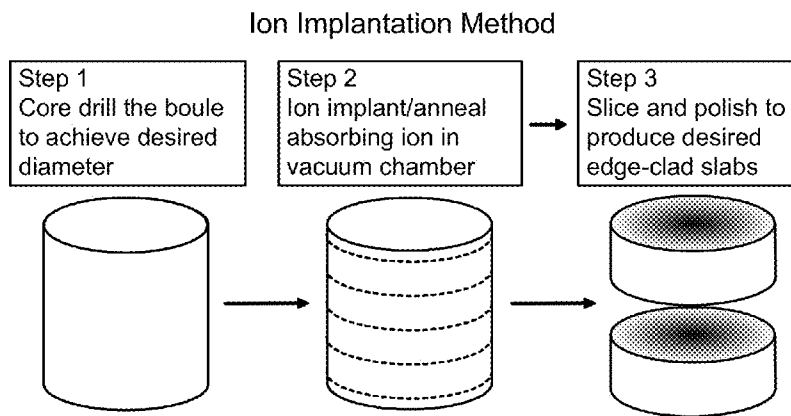 Ion Implantation Method
Step 1
Core drill the boule
to achieve desired
diameter
Step 2
Ion implant/anneal
absorbing ion in
vacuum chamber
Step 3
Slice and polish to
produce desired
edge-clad slabs